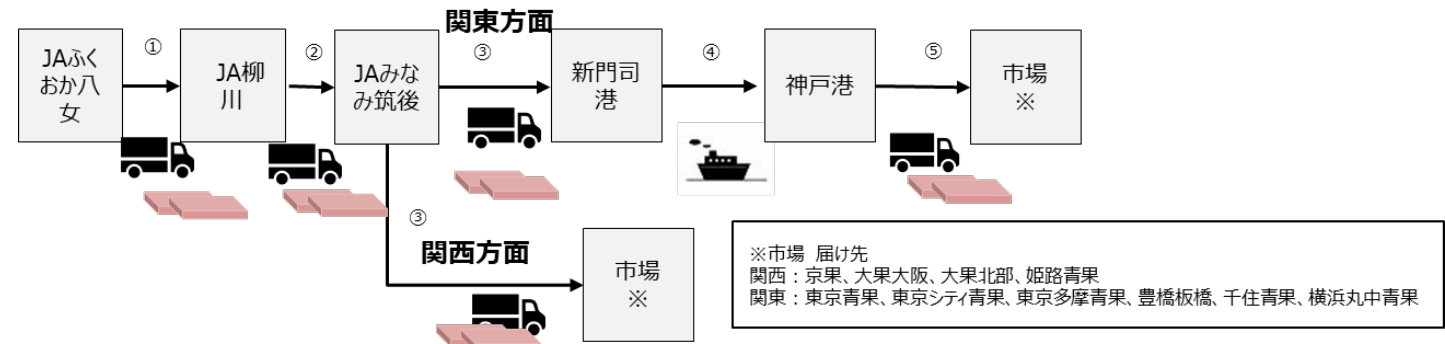 関東方面
JAふく
おか八
女
①
JA柳
川
②
JAみな
み筑後
③
新門司
港
④
神戸港
⑤
市場
※
③
関西方面
市場
※
※市場 届け先
関西：京果、大果大阪、大果北部、姫路青果
関東：東京青果、東京シティ青果、東京多摩青果、豊橋板橋、千住青果、横浜丸中青果